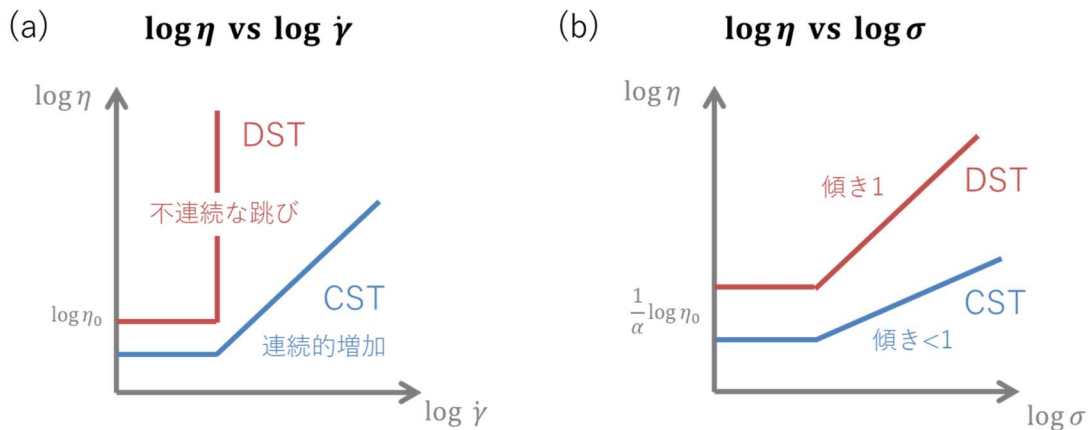 (a) log η vs log γ̇
log η
DST
不連続な跳び
log η₀
CST
連続的増加
log γ̇
(b) log η vs log σ
log η
傾き1
DST
1/α log η₀
CST
傾き<1
log σ